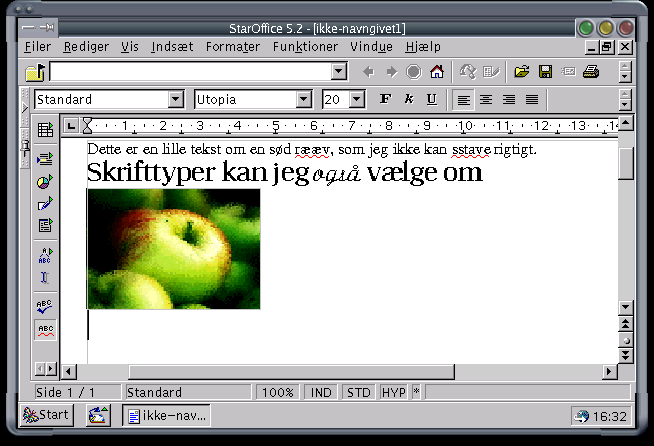 StarOffice 5.2 - [ikke-navngivet1]
Filer Rediger Vis Indsæt Formater Funktioner Vindue Hjælp
Standard Utopia 20 F k U
1 2 3 4 5 6 7 8 9 10 11 12 13
Dette er en lille tekst om en sød rææv, som jeg ikke kan sstave rigtigt.
Skrifttyper kan jeg også vælge om
ABC
ABC
Side 1 / 1 Standard 100% IND STD HYP *
Start ikke-nav... 16:32